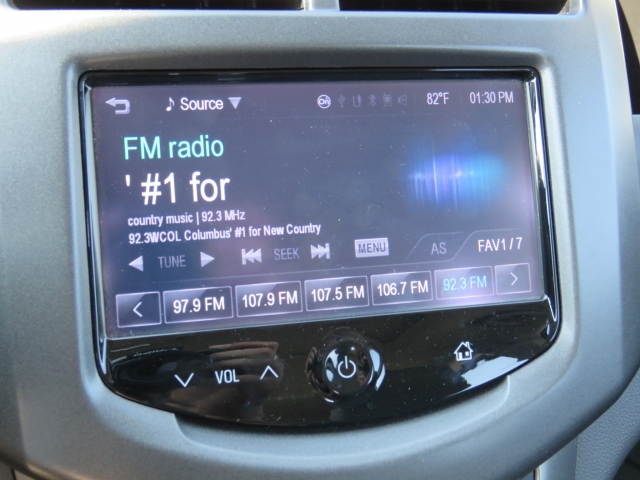 ♪ Source ▼ 82°F 01:30 PM
FM radio
' #1 for
country music | 92.3 MHz
92.3WCOL Columbus' #1 for New Country
TUNE SEEK MENU AS FAV1 / 7
97.9 FM 107.9 FM 107.5 FM 106.7 FM 92.3 FM
VOL